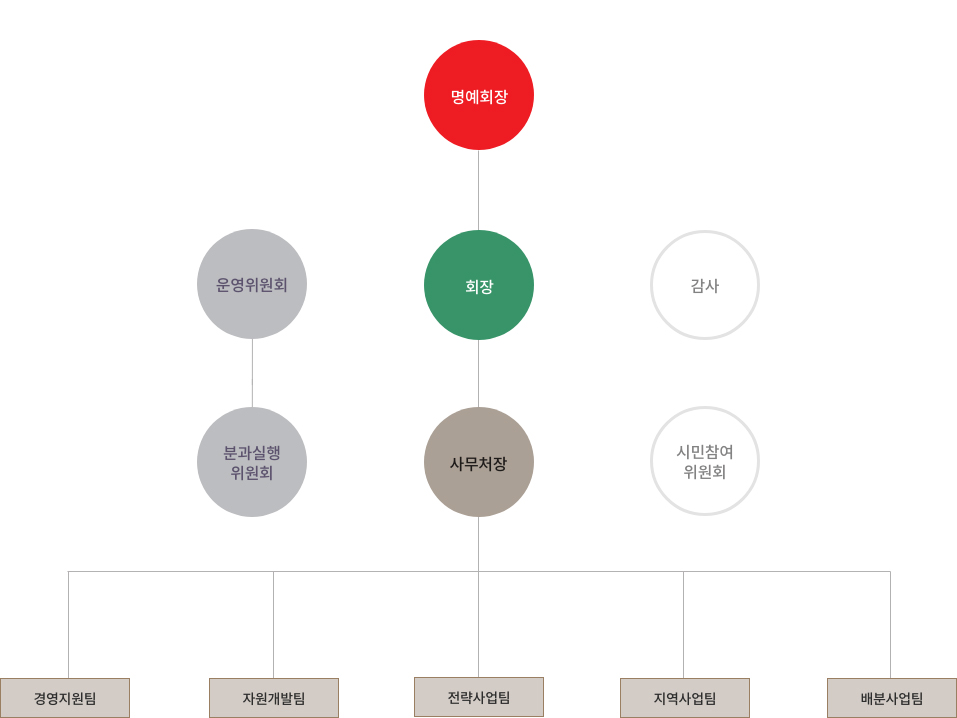 명예회장
운영위원회
회장
감사
분과실행
위원회
사무처장
시민참여
위원회
경영지원팀
자원개발팀
전략사업팀
지역사업팀
배분사업팀